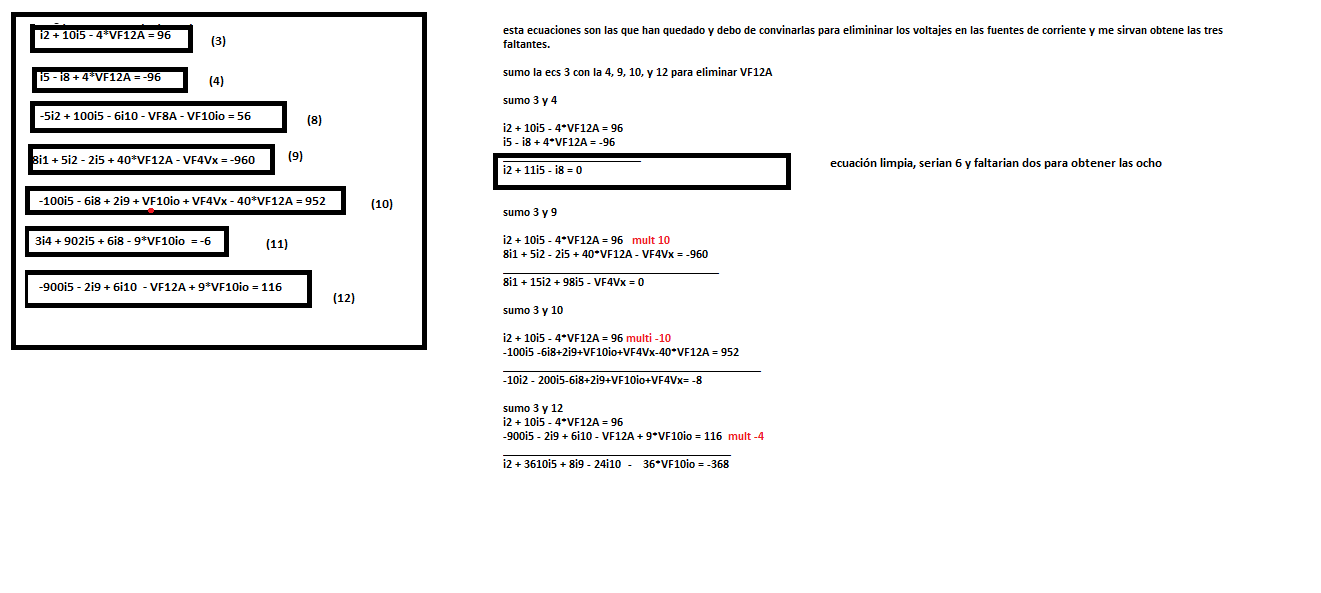 i2 + 10i5 - 4*VF12A = 96
(3)
i5 - i8 + 4*VF12A = -96
(4)
-5i2 + 100i5 - 6i10 - VF8A - VF10io = 56
(8)
8i1 + 5i2 - 2i5 + 40*VF12A - VF4Vx = -960
(9)
-100i5 - 6i8 + 2i9 + VF10io + VF4Vx - 40*VF12A = 952
(10)
3i4 + 902i5 + 6i8 - 9*VF10io = -6
(11)
-900i5 - 2i9 + 6i10 - VF12A + 9*VF10io = 116
(12)
esta ecuaciones son las que han quedado y debo de convinarlas para elimininar los voltajes en las fuentes de corriente y me sirvan obtene las tres
faltantes.
sumo la ecs 3 con la 4, 9, 10, y 12 para eliminar VF12A
sumo 3 y 4
i2 + 10i5 - 4*VF12A = 96
i5 - i8 + 4*VF12A = -96
i2 + 11i5 - i8 = 0
ecuación limpia, serian 6 y faltarian dos para obtener las ocho
sumo 3 y 9
i2 + 10i5 - 4*VF12A = 96 mult 10
8i1 + 5i2 - 2i5 + 40*VF12A - VF4Vx = -960
8i1 + 15i2 + 98i5 - VF4Vx = 0
sumo 3 y 10
i2 + 10i5 - 4*VF12A = 96 multi -10
-100i5 -6i8+2i9+VF10io+VF4Vx-40*VF12A = 952
-10i2 - 200i5-6i8+2i9+VF10io+VF4Vx= -8
sumo 3 y 12
i2 + 10i5 - 4*VF12A = 96
-900i5 - 2i9 + 6i10 - VF12A + 9*VF10io = 116 mult -4
i2 + 3610i5 + 8i9 - 24i10 - 36*VF10io = -368